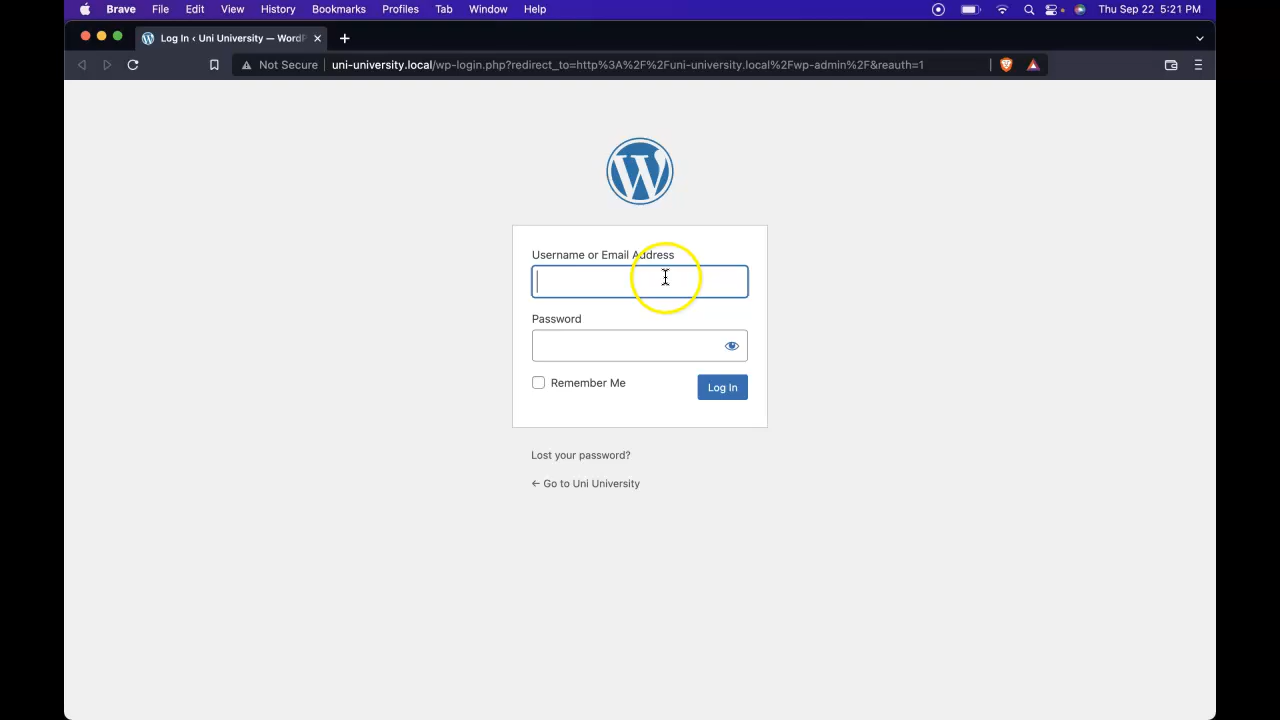 Brave File Edit View History Bookmarks Profiles Tab Window Help Thu Sep 22 5:21 PM
Log In ‹ Uni University — WordP
Not Secure uni-university.local/wp-login.php?redirect_to=http%3A%2F%2Funi-university.local%2Fwp-admin%2F&reauth=1
Username or Email Address
Password
Remember Me Log In
Lost your password?
← Go to Uni University